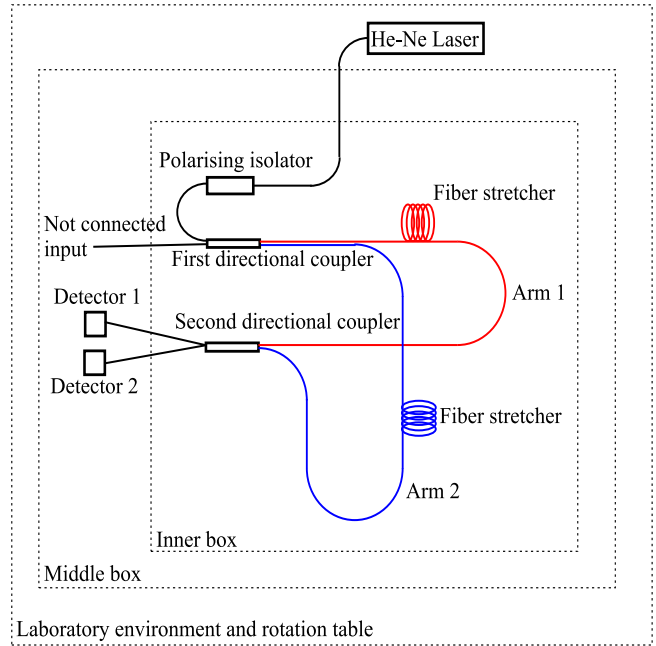 He-Ne Laser
Polarising isolator
Fiber stretcher
Not connected
input
First directional coupler
Arm 1
Detector 1
Second directional coupler
Detector 2
Fiber stretcher
Arm 2
Inner box
Middle box
Laboratory environment and rotation table